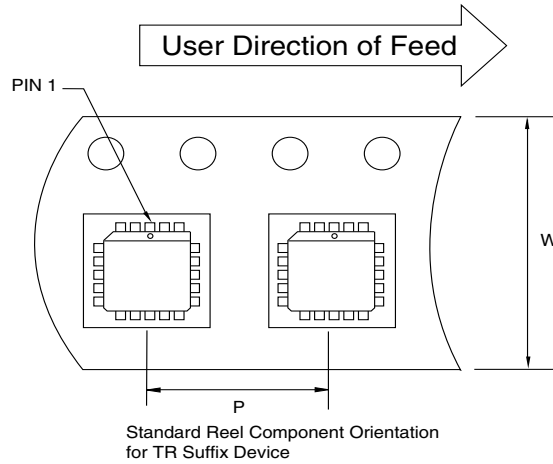 User Direction of Feed
PIN 1
W
P
Standard Reel Component Orientation
for TR Suffix Device